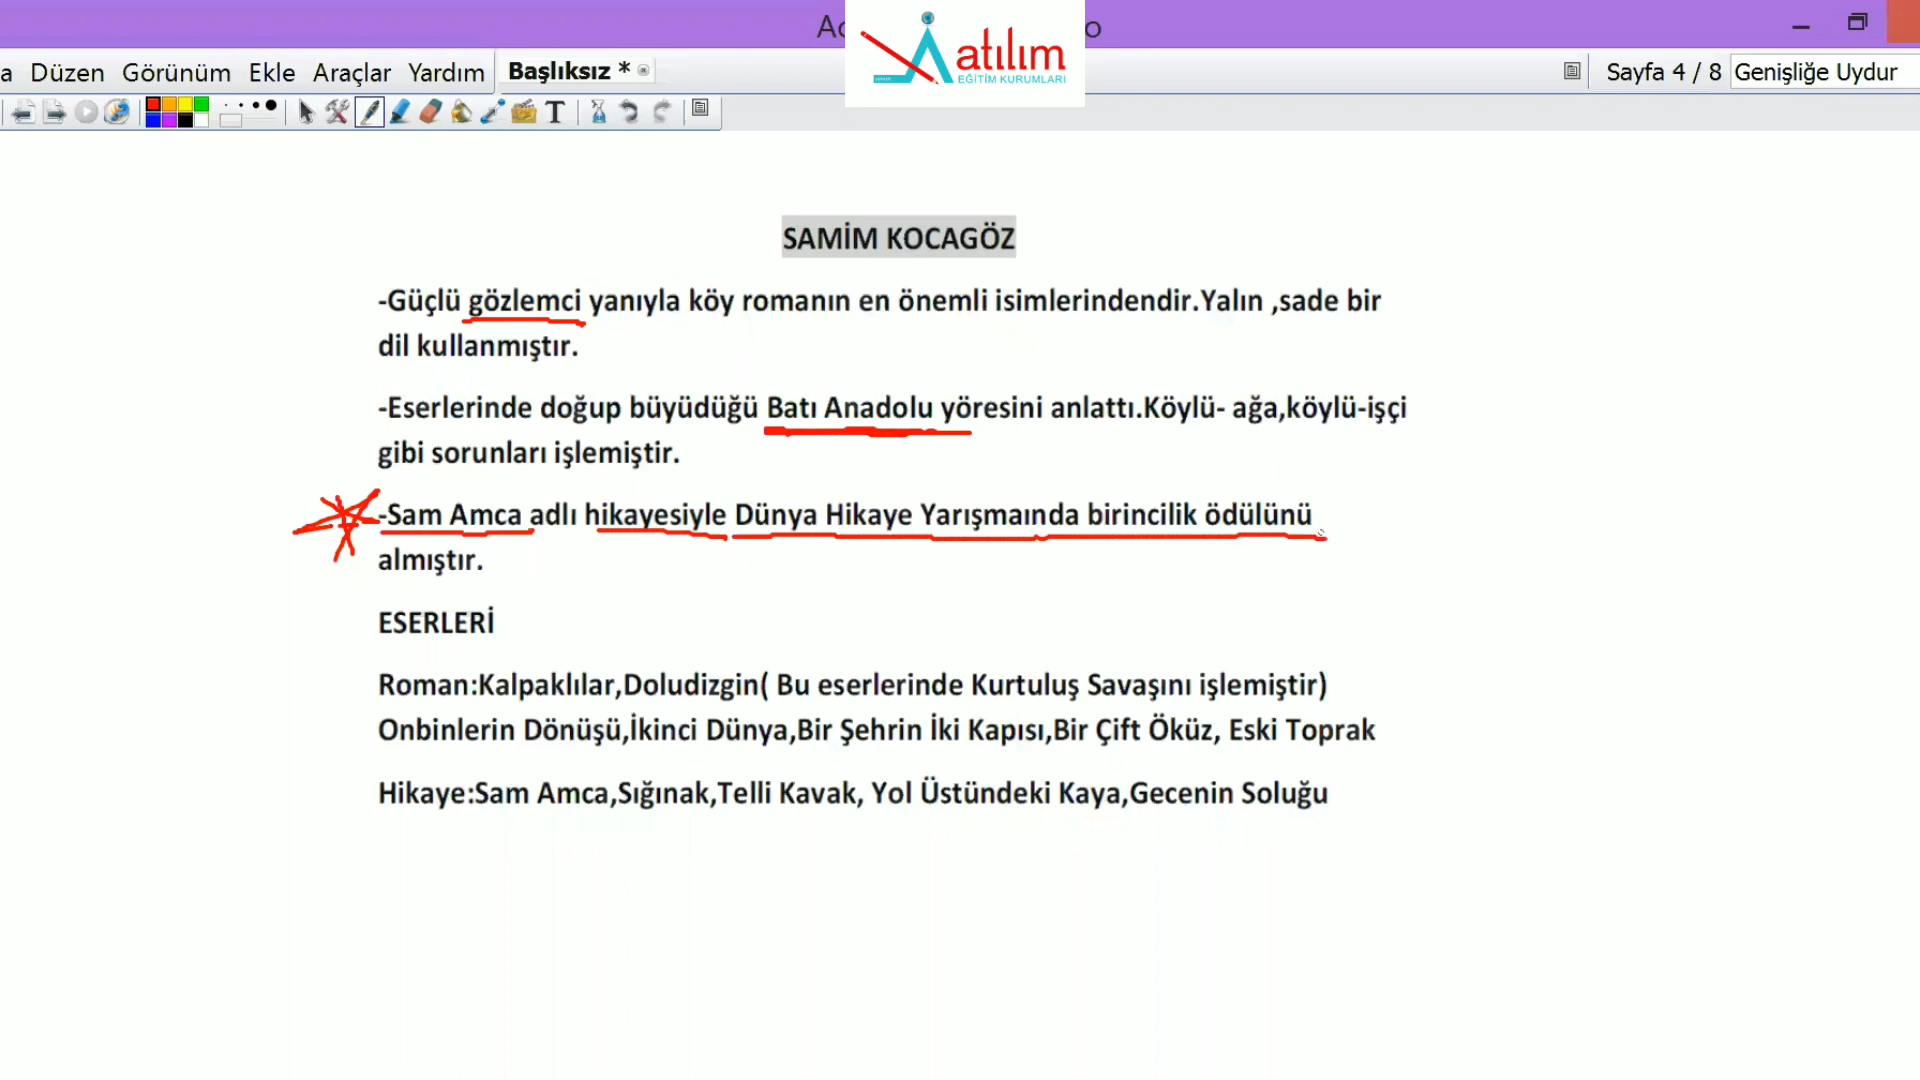 Ac
o
atılım
EĞİTİM KURUMLARI
a Düzen Görünüm Ekle Araçlar Yardım Başlıksız *
Sayfa 4 / 8 Genişliğe Uydur
SAMİM KOCAGÖZ
-Güçlü gözlemci yanıyla köy romanın en önemli isimlerindendir.Yalın ,sade bir
dil kullanmıştır.
-Eserlerinde doğup büyüdüğü Batı Anadolu yöresini anlattı.Köylü- ağa,köylü-işçi
gibi sorunları işlemiştir.
-Sam Amca adlı hikayesiyle Dünya Hikaye Yarışmaında birincilik ödülünü
almıştır.
ESERLERİ
Roman:Kalpaklılar,Doludizgin( Bu eserlerinde Kurtuluş Savaşını işlemiştir)
Onbinlerin Dönüşü,İkinci Dünya,Bir Şehrin İki Kapısı,Bir Çift Öküz, Eski Toprak
Hikaye:Sam Amca,Sığınak,Telli Kavak, Yol Üstündeki Kaya,Gecenin Soluğu